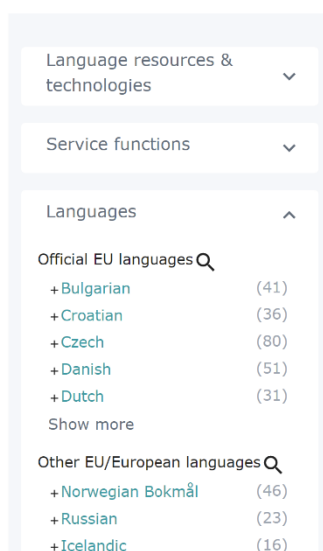 Language resources &
technologies
Service functions
Languages
Official EU languages
+Bulgarian (41)
+Croatian (36)
+Czech (80)
+Danish (51)
+Dutch (31)
Show more
Other EU/European languages
+Norwegian Bokmål (46)
+Russian (23)
+Icelandic (16)